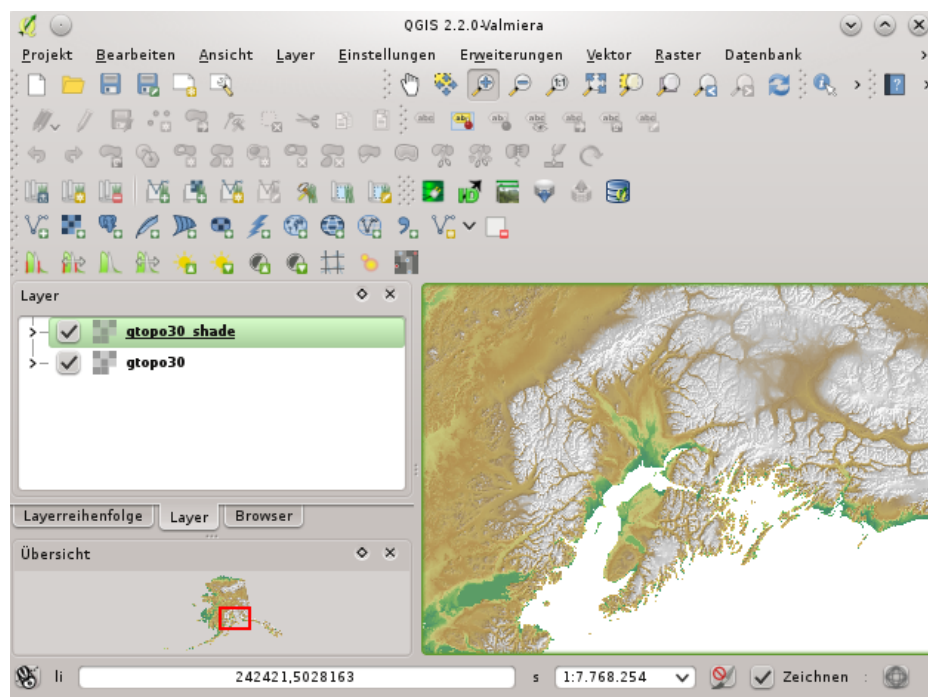 QGIS 2.2.0-Valmiera
Projekt Bearbeiten Ansicht Layer Einstellungen Erweiterungen Vektor Raster Datenbank
Layer
gtopo30_shade
gtopo30
Layerreihenfolge Layer Browser
Übersicht
li 242421,5028163 s 1:7.768.254 Zeichnen